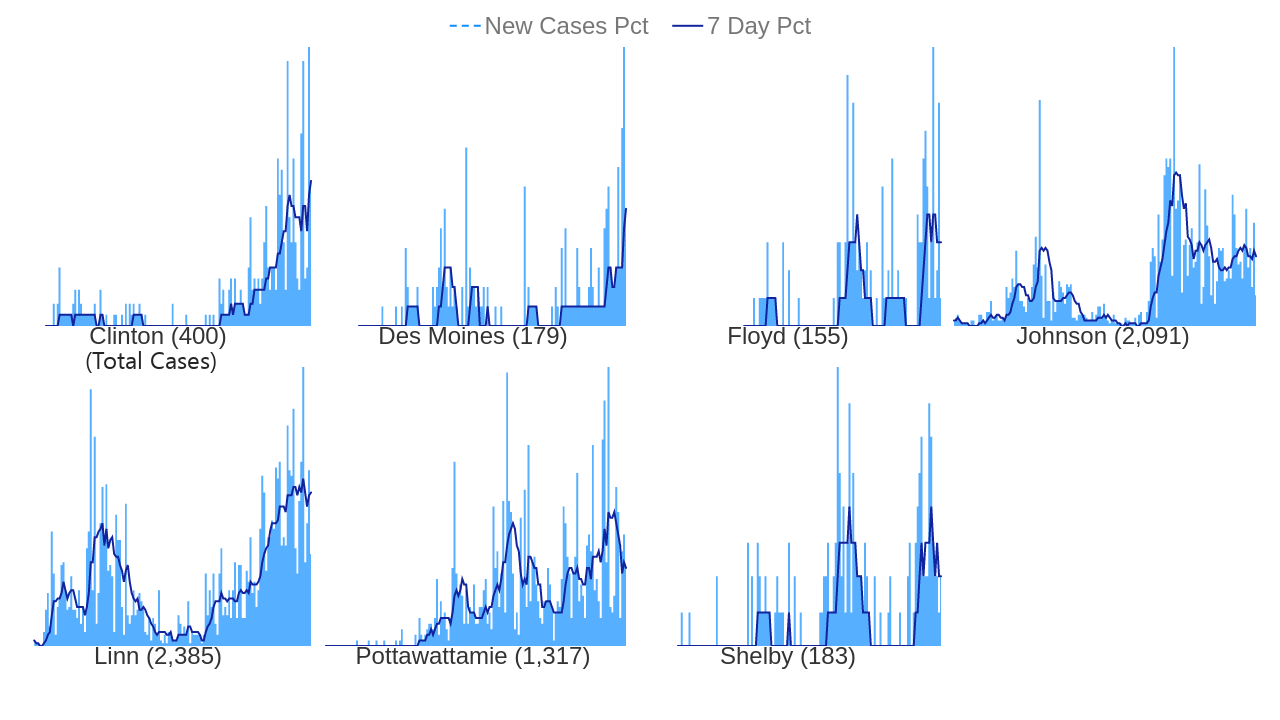 New Cases Pct 7 Day Pct
Clinton (400) Des Moines (179) Floyd (155) Johnson (2,091)
(Total Cases)
Linn (2,385) Pottawattamie (1,317) Shelby (183)